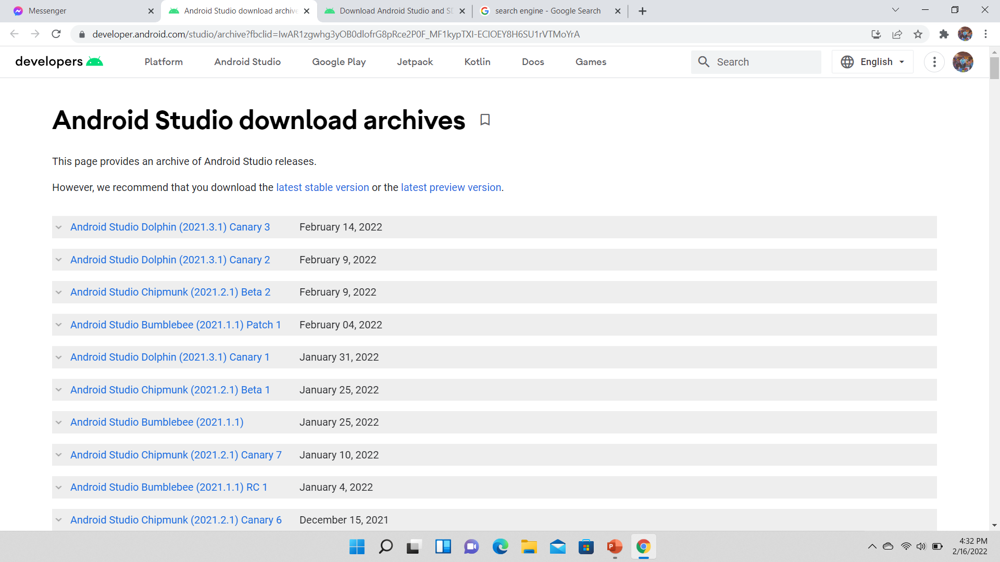 Messenger
Android Studio download archive
Download Android Studio and SD
search engine - Google Search
developer.android.com/studio/archive?fbclid=IwAR1zgwhg3yOB0dlofrG8pRce2P0F_MF1kypTXI-ECIOEY8H6SU1rVTMoYrA
developers
Platform
Android Studio
Google Play
Jetpack
Kotlin
Docs
Games
Search
English
Android Studio download archives
This page provides an archive of Android Studio releases.
However, we recommend that you download the latest stable version or the latest preview version.
Android Studio Dolphin (2021.3.1) Canary 3 February 14, 2022
Android Studio Dolphin (2021.3.1) Canary 2 February 9, 2022
Android Studio Chipmunk (2021.2.1) Beta 2 February 9, 2022
Android Studio Bumblebee (2021.1.1) Patch 1 February 04, 2022
Android Studio Dolphin (2021.3.1) Canary 1 January 31, 2022
Android Studio Chipmunk (2021.2.1) Beta 1 January 25, 2022
Android Studio Bumblebee (2021.1.1) January 25, 2022
Android Studio Chipmunk (2021.2.1) Canary 7 January 10, 2022
Android Studio Bumblebee (2021.1.1) RC 1 January 4, 2022
Android Studio Chipmunk (2021.2.1) Canary 6 December 15, 2021
4:32 PM
2/16/2022